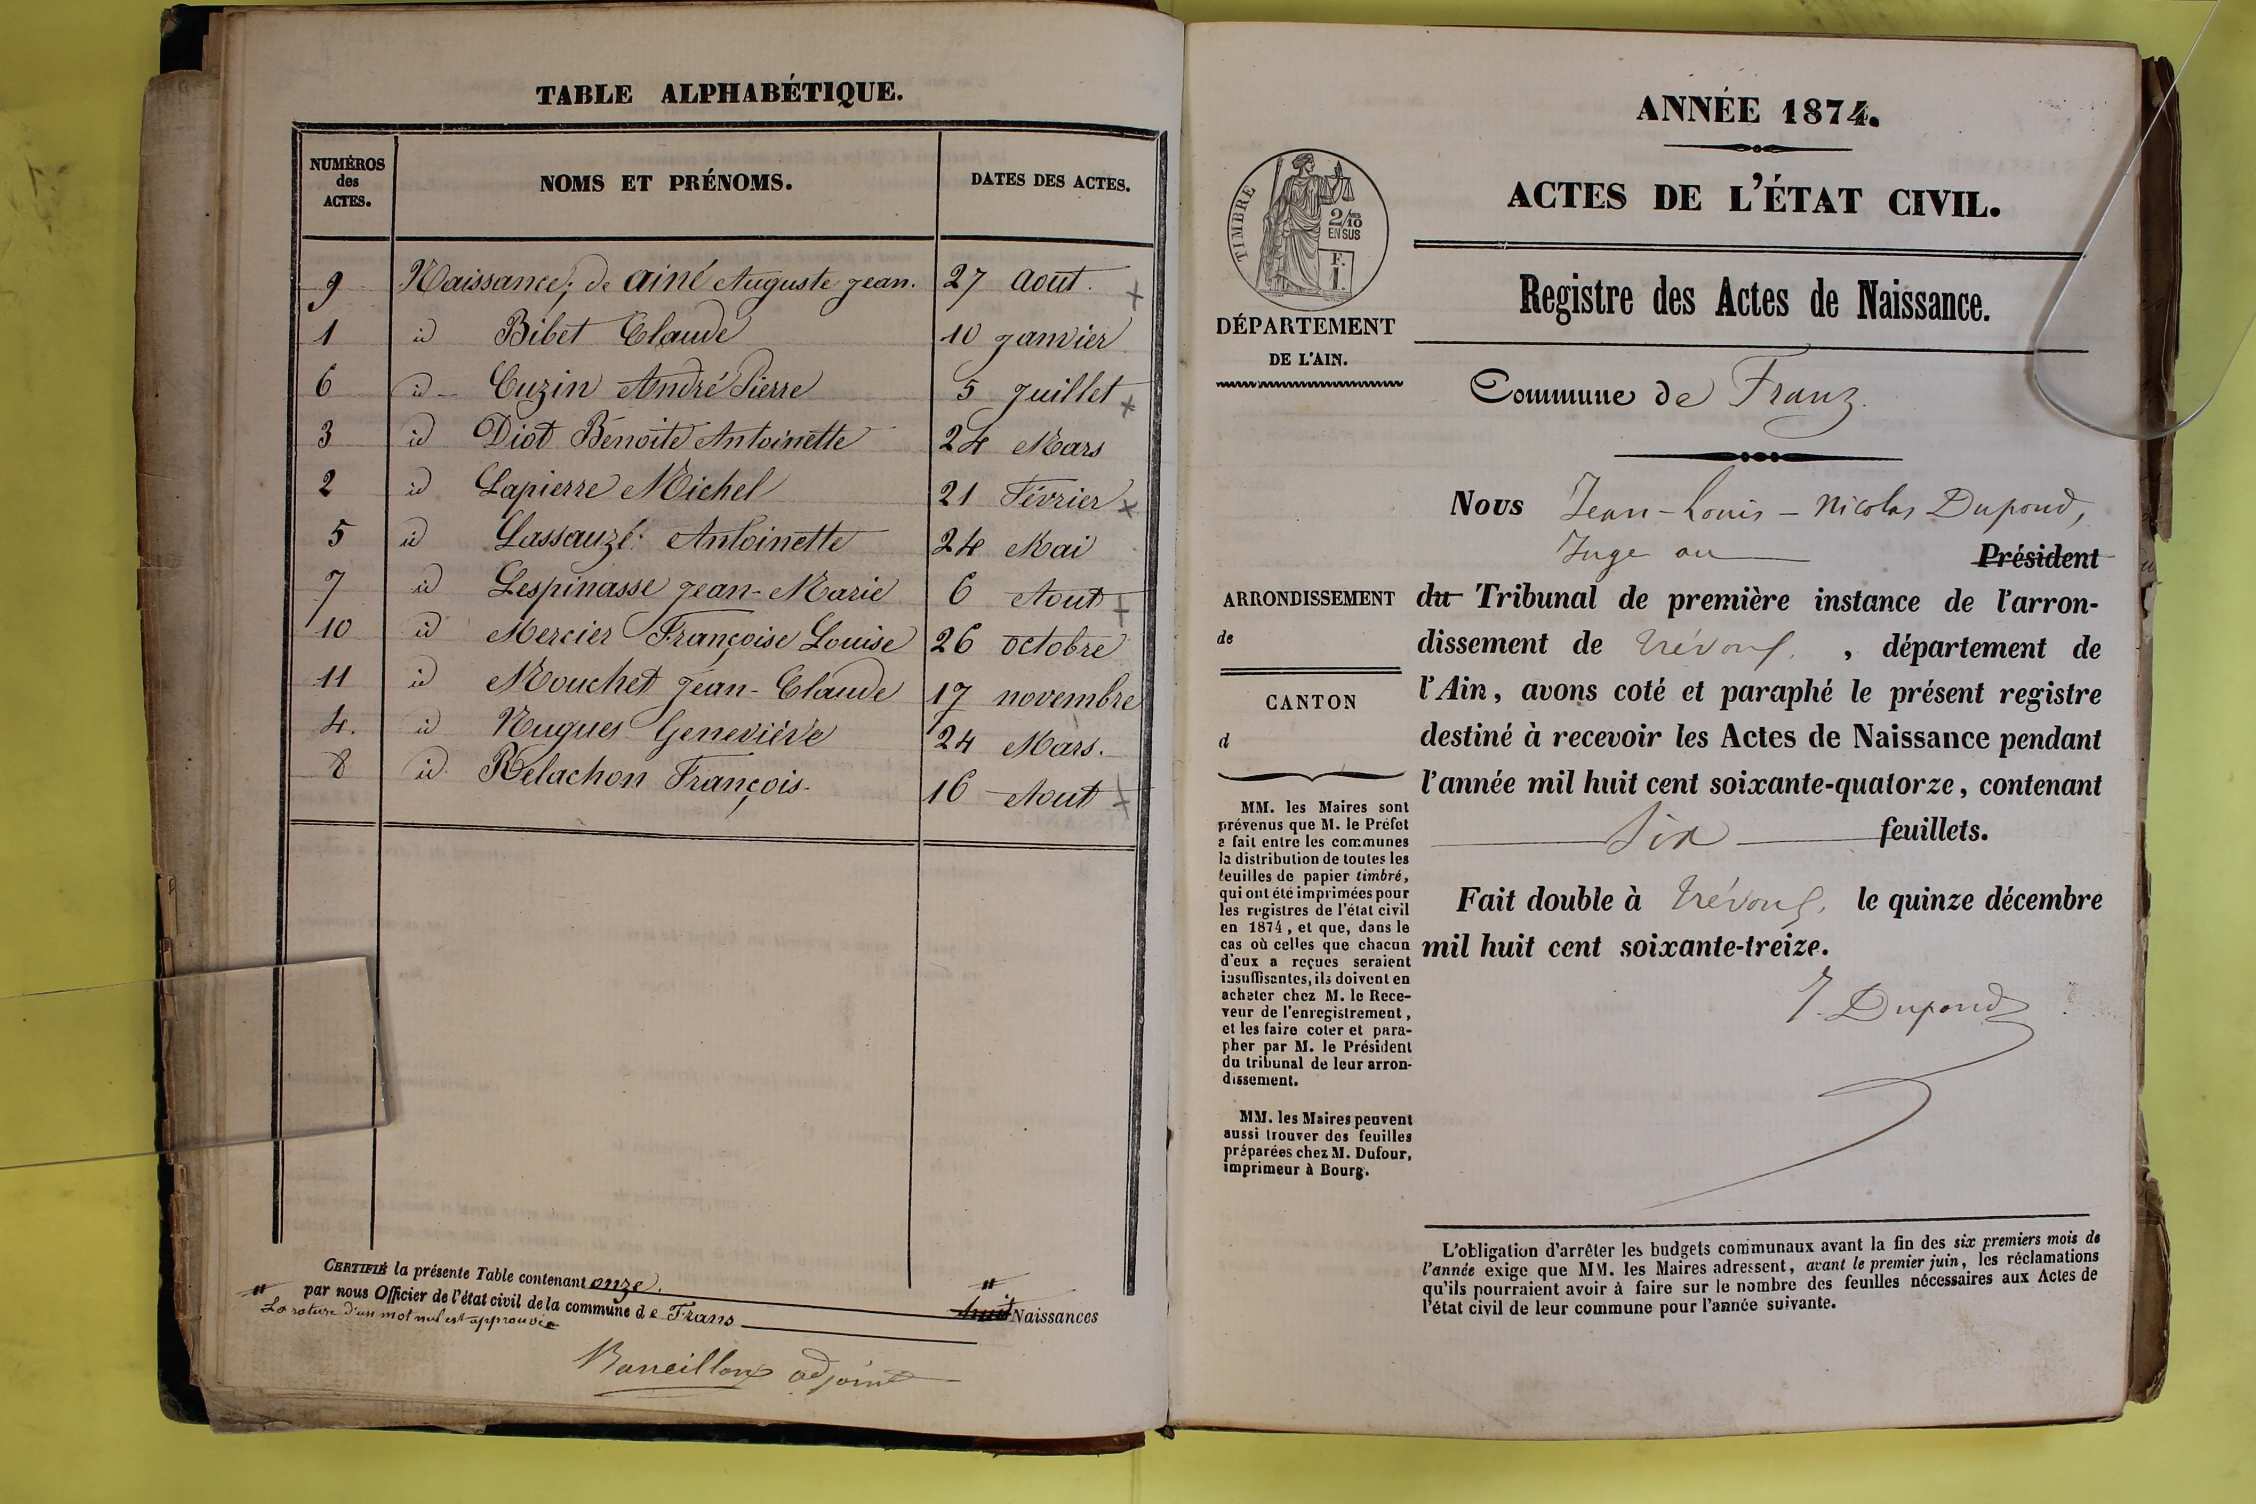 TABLE ALPHABÉTIQUE.
NUMÉROS des ACTES. NOMS ET PRÉNOMS. DATES DES ACTES.
9 Naissance; de Ainé Auguste Jean. 27 Aout.
1 id Bibet Claude 10 Janvier
6 id Cuzin André Pierre 5 Juillet
3 id Diot Bénoite Antoinette 24 Mars
2 id Lapierre Michel 21 Février
5 id Lassauzé Antoinette 24 Mai
7 id Lespinasse Jean-Marie 6 Aout
10 id Mercier Françoise Louise 26 Octobre
11 id Mouchet Jean-Claude 17 novembre
4. id Nugues Geneviève 24 Mars.
8 id. Relachon François. 16 Aout
CERTIFIÉ la présente Table contenant onze.
Naissances
par nous Officier de l'état civil de la commune de Frans
La rature d'un mot nul est approuvée
adjoint
ANNÉE 1874.
ACTES DE L'ÉTAT CIVIL.
Registre des Actes de Naissance.
Commune de Franz.
TIMBRE
2/10
EN SUS
F.
1.
DÉPARTEMENT
DE L'AIN.
ARRONDISSEMENT
de
CANTON
d
MM. les Maires sont
prévenus que M. le Préfet
a fait entre les communes
la distribution de toutes les
feuilles de papier timbré,
qui ont été imprimées pour
les registres de l'état civil
en 1874, et que, dans le
cas où celles que chacun
d'eux a reçues seraient
insuffisantes, ils doivent en
acheter chez M. le Rece-
veur de l'enregistrement,
et les faire coter et para-
pher par M. le Président
du tribunal de leur arron-
dissement.
MM. les Maires peuvent
aussi trouver des feuilles
préparées chez M. Dufour,
imprimeur à Bourg.
Nous Jean-Louis-Nicolas Dupond,
Juge au Président
du Tribunal de première instance de l'arron-
dissement de Trévoux, département de
l'Ain, avons coté et paraphé le présent registre
destiné à recevoir les Actes de Naissance pendant
l'année mil huit cent soixante-quatorze, contenant
Six feuillets.
Fait double à Trévoux, le quinze décembre
mil huit cent soixante-treize.
J. Dupond
L'obligation d'arrêter les budgets communaux avant la fin des six premiers mois de
l'année exige que MM. les Maires adressent, avant le premier juin, les réclamations
qu'ils pourraient avoir à faire sur le nombre des feuilles nécessaires aux Actes de
l'état civil de leur commune pour l'année suivante.